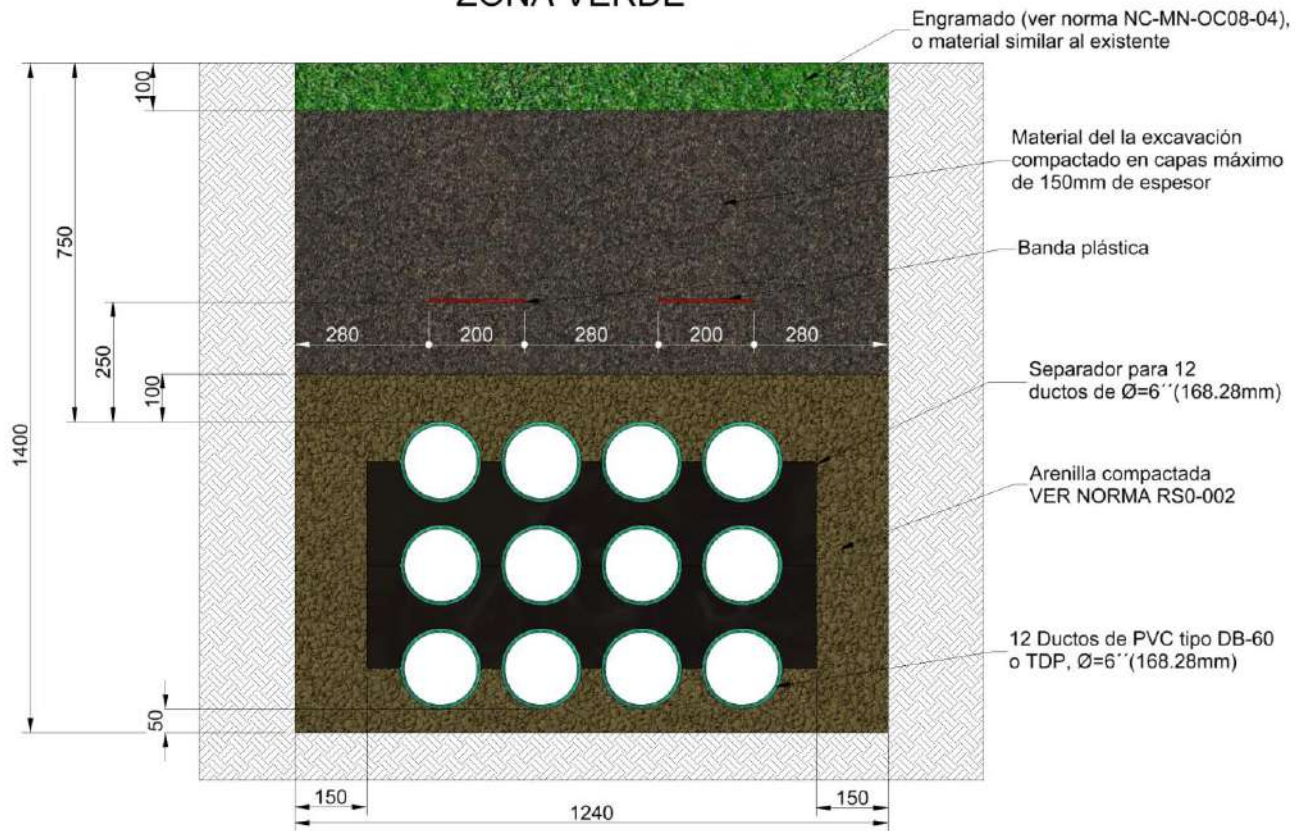 ZONA VERDE
Engramado (ver norma NC-MN-OC08-04),
o material similar al existente
100
Material del la excavación
compactado en capas máximo
de 150mm de espesor
750
Banda plástica
280 200 280 200 280
250
100
Separador para 12
ductos de Ø=6´´(168.28mm)
1400
Arenilla compactada
VER NORMA RS0-002
12 Ductos de PVC tipo DB-60
o TDP, Ø=6´´(168.28mm)
50
150 1240 150